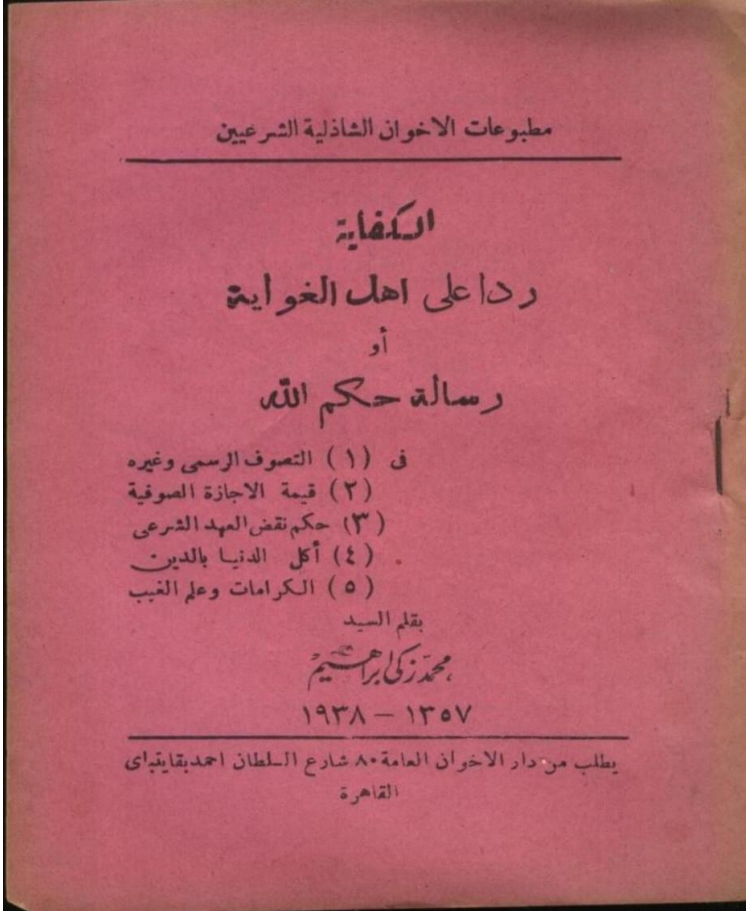 مطبوعات الاخوان الشاذلية الشرعيين
الكفاية
ردا على اهل الغواية
أو
رسالة حكم الله
فى (١) التصوف الرسمى وغيره
(٢) قيمة الاجازة الصوفية
(٣) حكم نقض العهد الشرعى
(٤) أكل الدنيا بالدين
(٥) الكرامات وعلم الغيب
بقلم السيد
محمد زكى ابراهيم
١٣٥٧ – ١٩٣٨
يطلب من دار الاخوان العامة ٨٠ شارع السلطان احمد بقايتباى
القاهرة